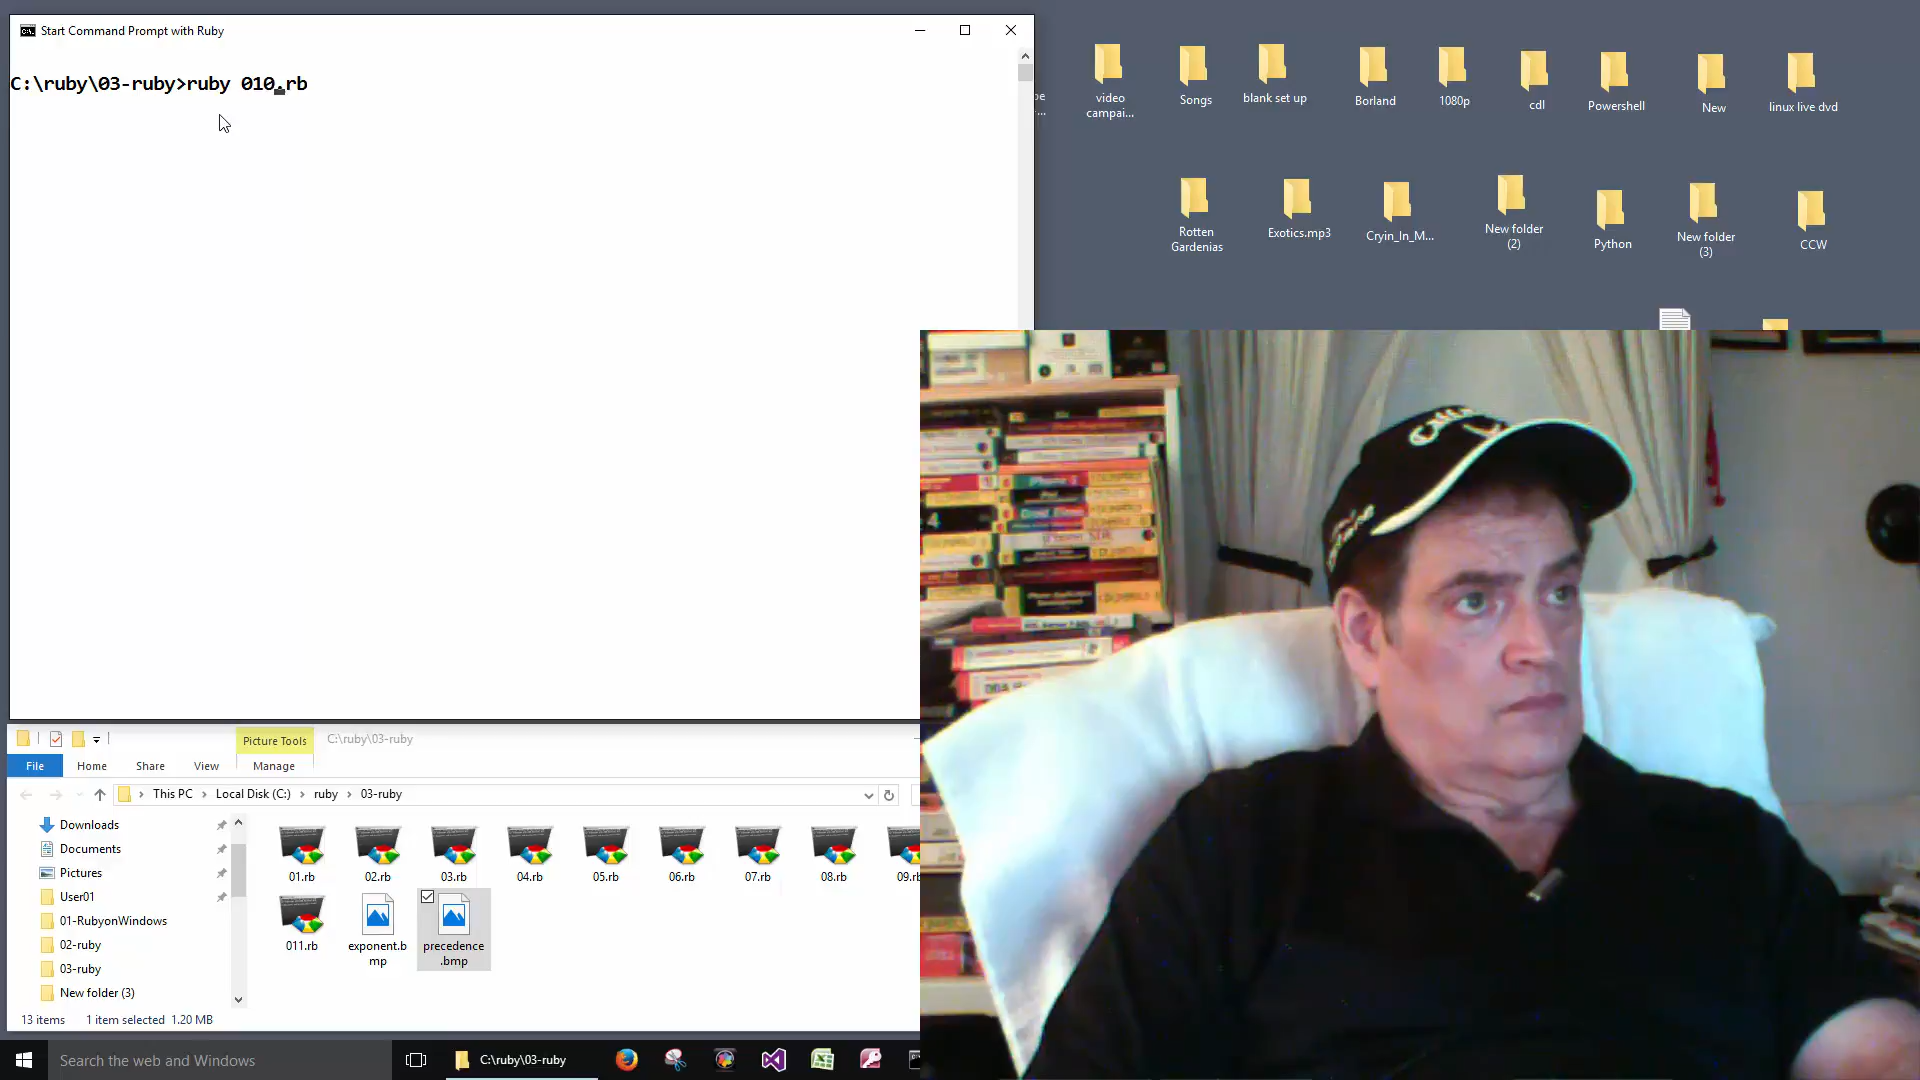 Start Command Prompt with Ruby
C:\ruby\03-ruby>ruby 010.rb
video campai...
Songs
blank set up
Borland
1080p
cdl
Powershell
New
linux live dvd
Rotten Gardenias
Exotics.mp3
Cryin_In_M...
New folder (2)
Python
New folder (3)
CCW
Picture Tools
C:\ruby\03-ruby
File
Home
Share
View
Manage
This PC
Local Disk (C:)
ruby
03-ruby
Downloads
Documents
Pictures
User01
01-RubyonWindows
02-ruby
03-ruby
New folder (3)
01.rb
02.rb
03.rb
04.rb
05.rb
06.rb
07.rb
08.rb
09.rb
011.rb
exponent.b
mp
precedence
.bmp
13 items
1 item selected 1.20 MB
Search the web and Windows
C:\ruby\03-ruby